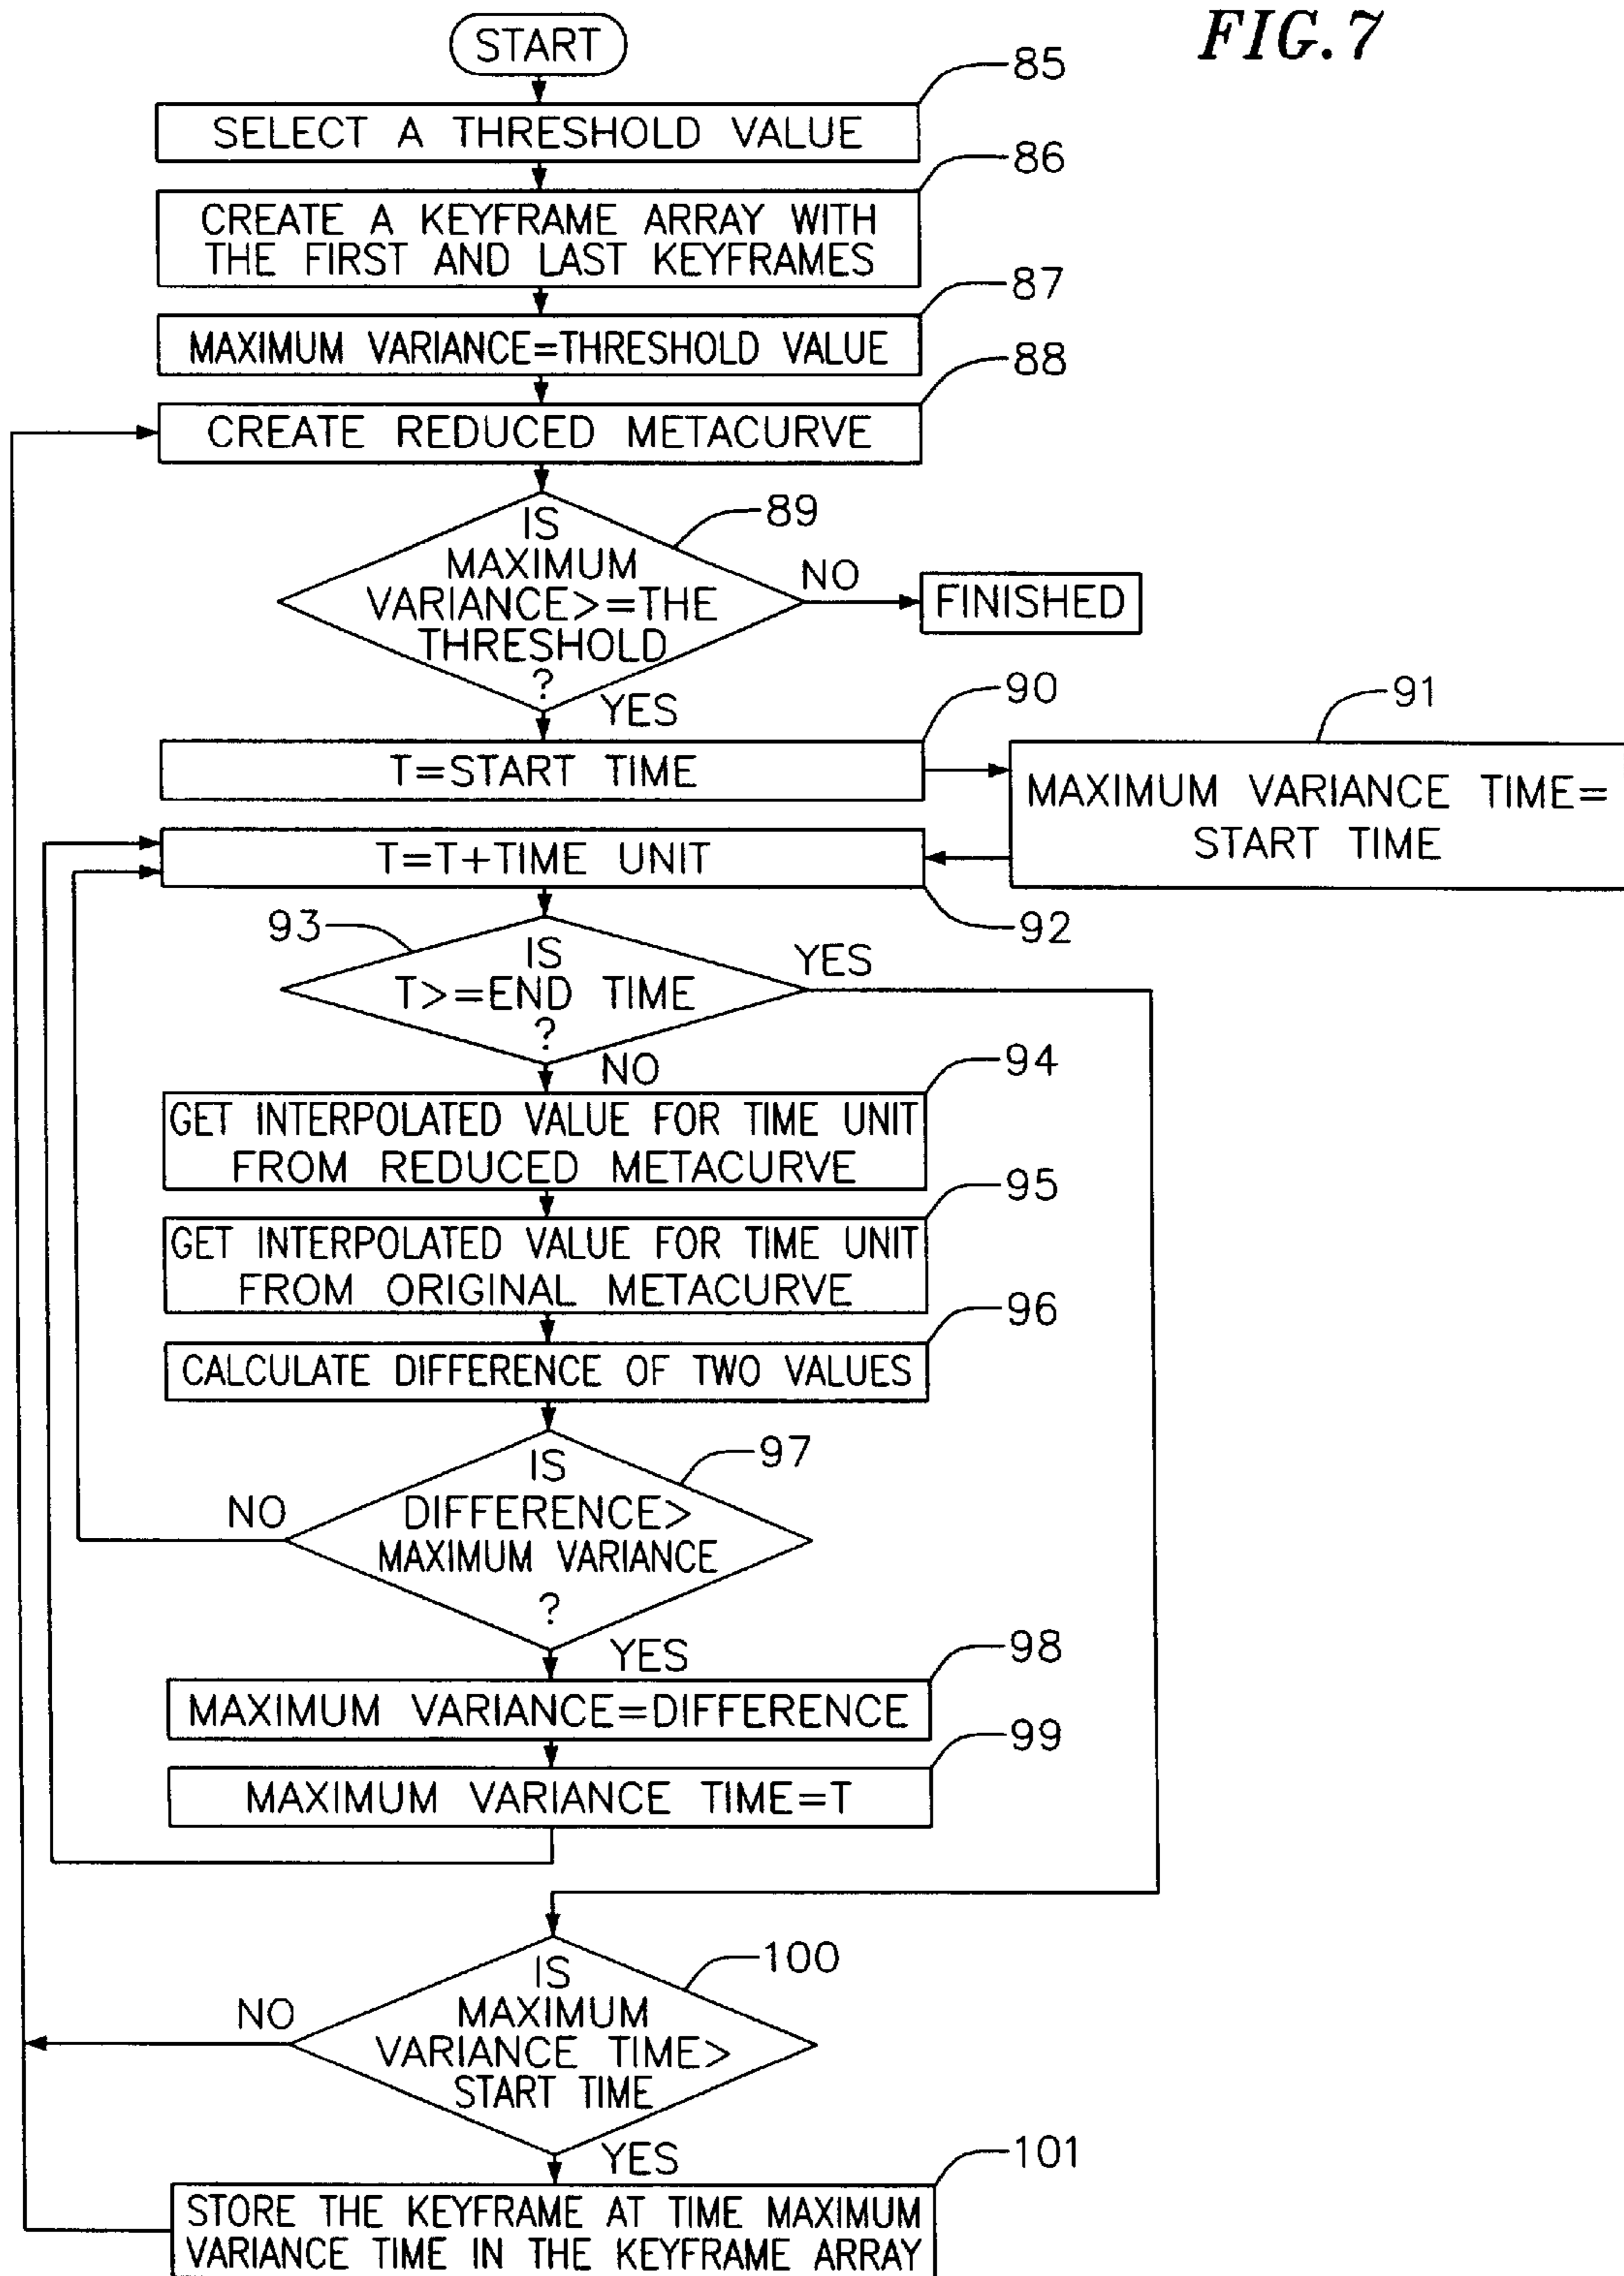 FIG. 7
START
85
SELECT A THRESHOLD VALUE
86
CREATE A KEYFRAME ARRAY WITH
THE FIRST AND LAST KEYFRAMES
87
MAXIMUM VARIANCE=THRESHOLD VALUE
88
CREATE REDUCED METACURVE
89
IS
MAXIMUM
VARIANCE>=THE
THRESHOLD
?
NO
FINISHED
YES
90
T=START TIME
91
MAXIMUM VARIANCE TIME=
START TIME
T=T+TIME UNIT
92
93
IS
T>=END TIME
?
YES
NO
94
GET INTERPOLATED VALUE FOR TIME UNIT
FROM REDUCED METACURVE
95
GET INTERPOLATED VALUE FOR TIME UNIT
FROM ORIGINAL METACURVE
96
CALCULATE DIFFERENCE OF TWO VALUES
97
IS
DIFFERENCE>
MAXIMUM VARIANCE
?
NO
YES
98
MAXIMUM VARIANCE=DIFFERENCE
99
MAXIMUM VARIANCE TIME=T
100
IS
MAXIMUM
VARIANCE TIME>
START TIME
NO
YES
101
STORE THE KEYFRAME AT TIME MAXIMUM
VARIANCE TIME IN THE KEYFRAME ARRAY